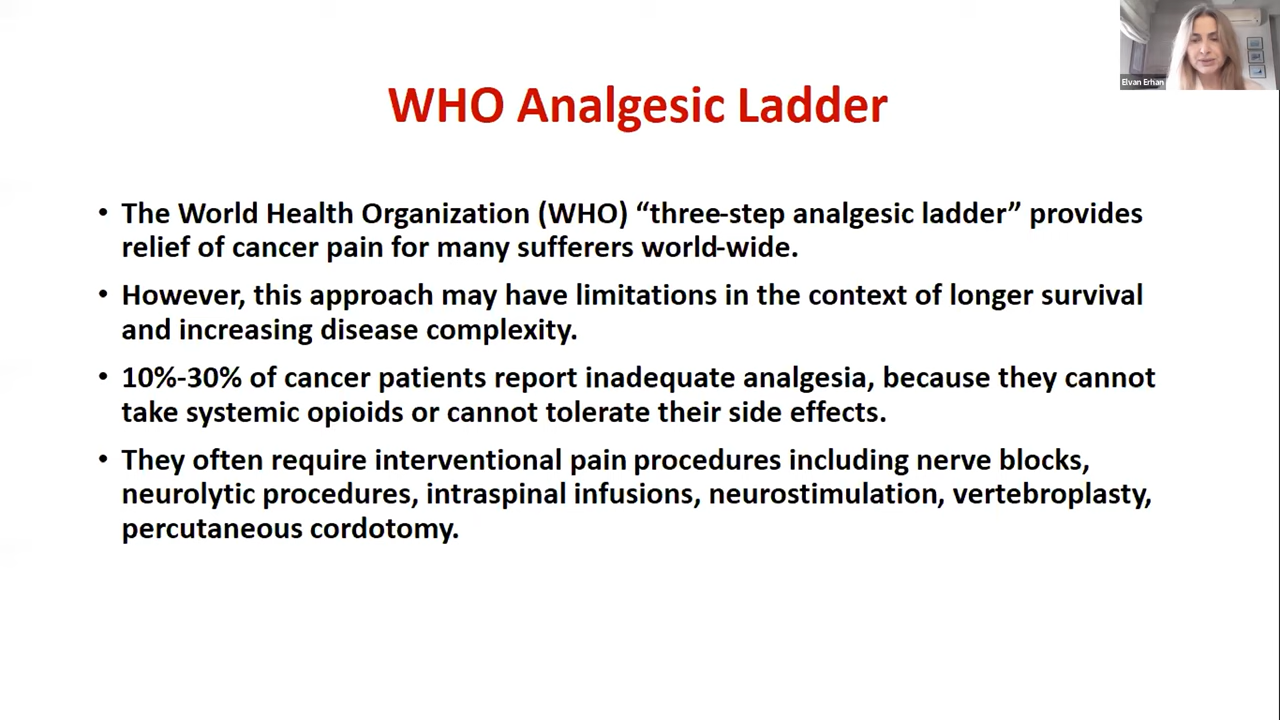 WHO Analgesic Ladder
Elvan Erhan
• The World Health Organization (WHO) “three-step analgesic ladder” provides
relief of cancer pain for many sufferers world-wide.
• However, this approach may have limitations in the context of longer survival
and increasing disease complexity.
• 10%-30% of cancer patients report inadequate analgesia, because they cannot
take systemic opioids or cannot tolerate their side effects.
• They often require interventional pain procedures including nerve blocks,
neurolytic procedures, intraspinal infusions, neurostimulation, vertebroplasty,
percutaneous cordotomy.